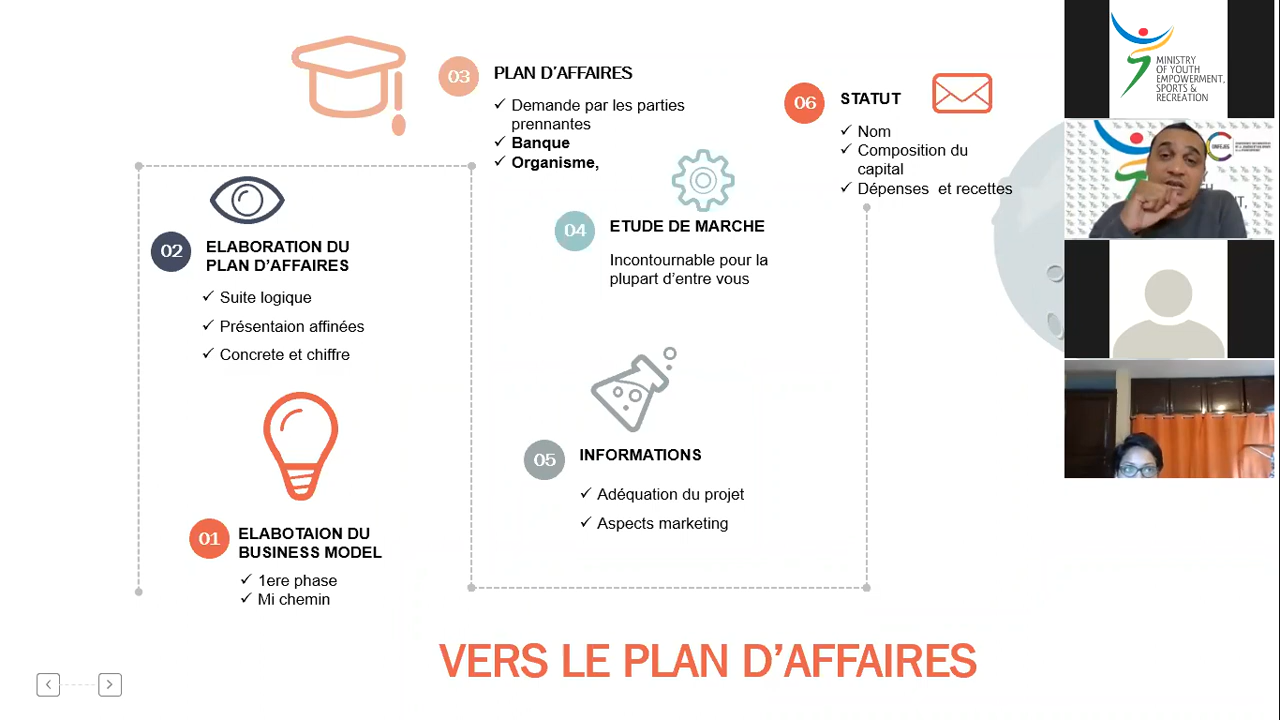 03
PLAN D’AFFAIRES
✓ Demande par les parties
prennantes
✓ Banque
✓ Organisme,
06
STATUT
✓ Nom
✓ Composition du
capital
✓ Dépenses et recettes
02
ELABORATION DU
PLAN D’AFFAIRES
✓ Suite logique
✓ Présentaion affinées
✓ Concrete et chiffre
04
ETUDE DE MARCHE
Incontournable pour la
plupart d’entre vous
05
INFORMATIONS
✓ Adéquation du projet
✓ Aspects marketing
01
ELABOTAION DU
BUSINESS MODEL
✓ 1ere phase
✓ Mi chemin
VERS LE PLAN D’AFFAIRES
MINISTRY
OF YOUTH
EMPOWERMENT,
SPORTS &
RECREATION